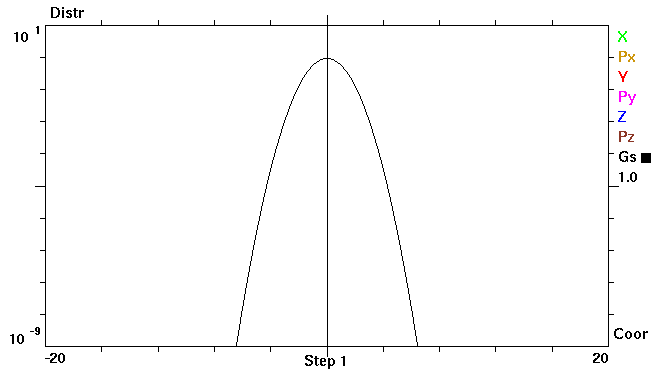 Distr
10 1
X
Px
Y
Py
Z
Pz
Gs
1.0
10 -9
Coor
-20
Step 1
20